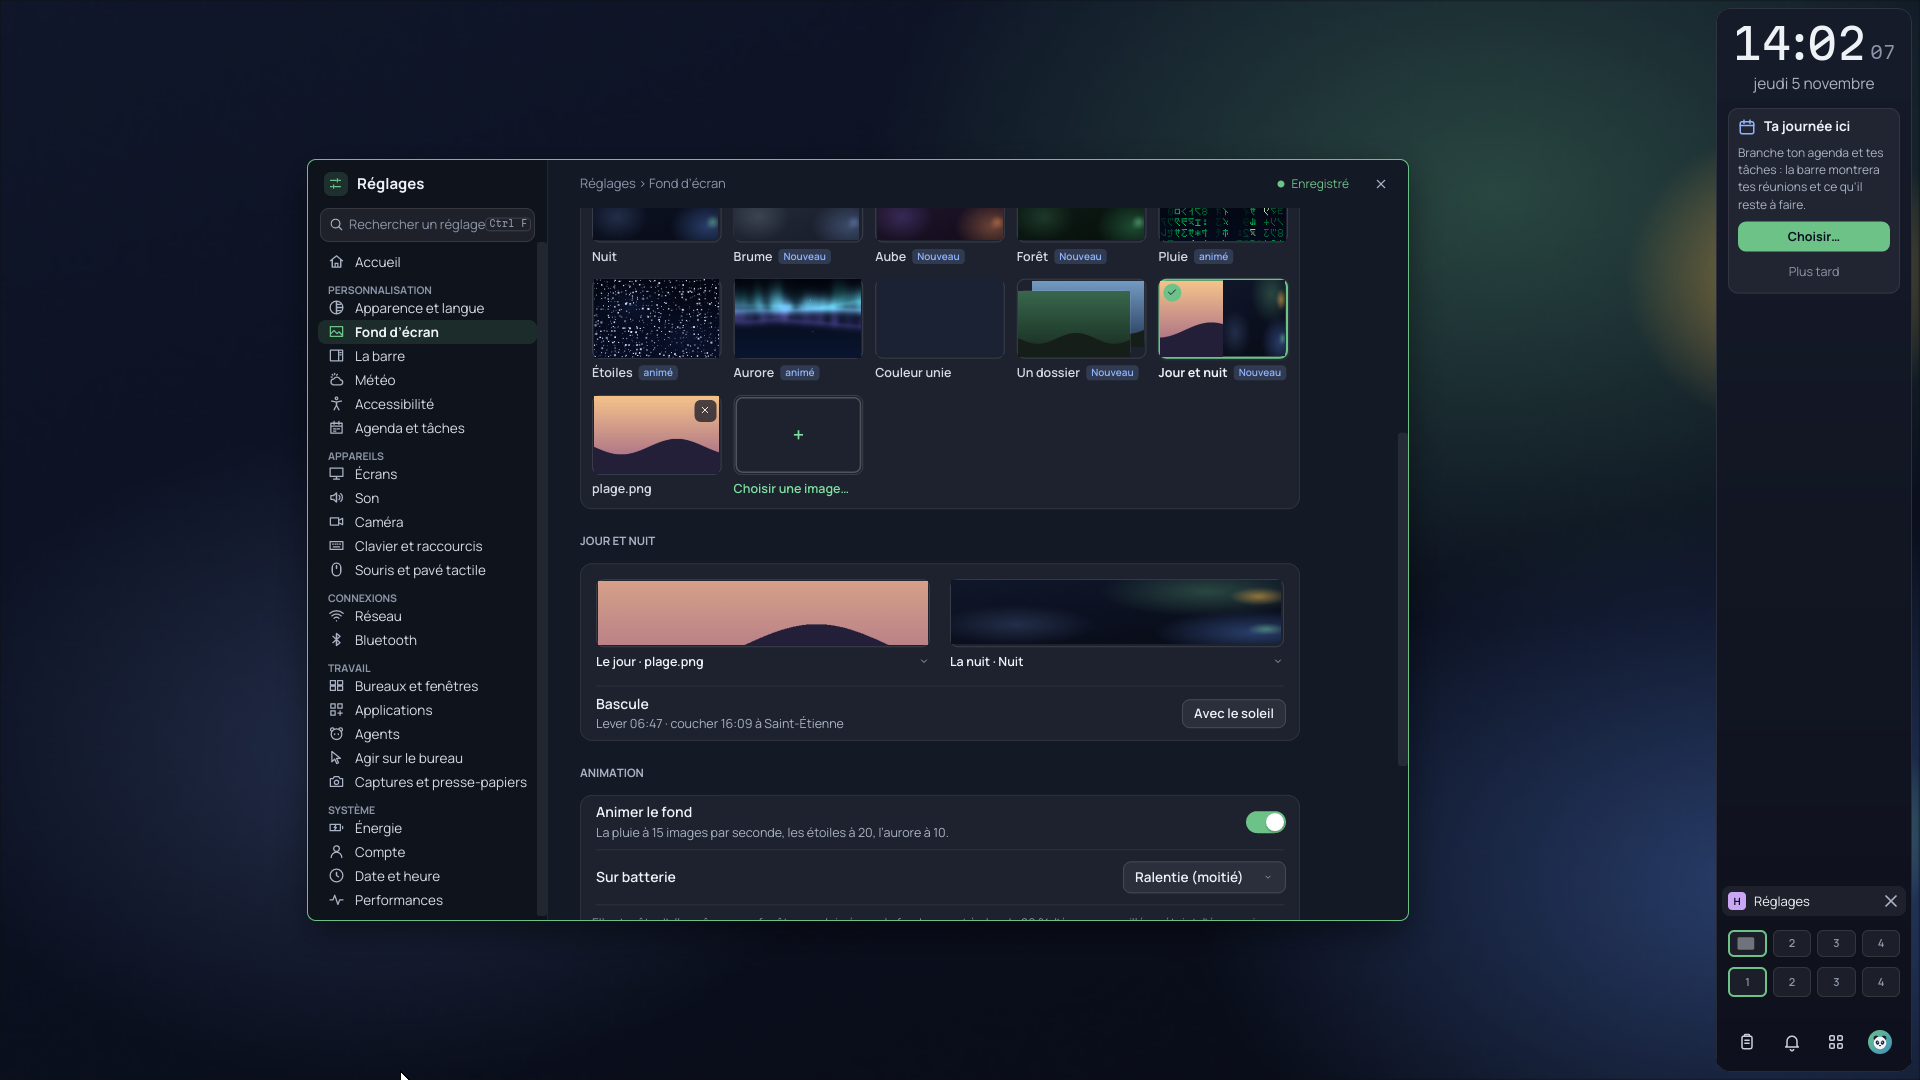 14:02 07
jeudi 5 novembre
Ta journée ici
Branche ton agenda et tes
tâches : la barre montrera
tes réunions et ce qu'il
reste à faire.
Choisir…
Plus tard
Réglages
Rechercher un réglage Ctrl F
Accueil
PERSONNALISATION
Apparence et langue
Fond d'écran
La barre
Météo
Accessibilité
Agenda et tâches
APPAREILS
Écrans
Son
Caméra
Clavier et raccourcis
Souris et pavé tactile
CONNEXIONS
Réseau
Bluetooth
TRAVAIL
Bureaux et fenêtres
Applications
Agents
Agir sur le bureau
Captures et presse-papiers
SYSTÈME
Énergie
Compte
Date et heure
Performances
Réglages › Fond d'écran
Enregistré
Nuit
Brume Nouveau
Aube Nouveau
Forêt Nouveau
Pluie animé
Étoiles animé
Aurore animé
Couleur unie
Un dossier Nouveau
Jour et nuit Nouveau
plage.png
Choisir une image…
JOUR ET NUIT
Le jour · plage.png
La nuit · Nuit
Bascule
Lever 06:47 · coucher 16:09 à Saint-Étienne
Avec le soleil
ANIMATION
Animer le fond
La pluie à 15 images par seconde, les étoiles à 20, l'aurore à 10.
Sur batterie
Ralentie (moitié)
H Réglages
2 3 4
1 2 3 4